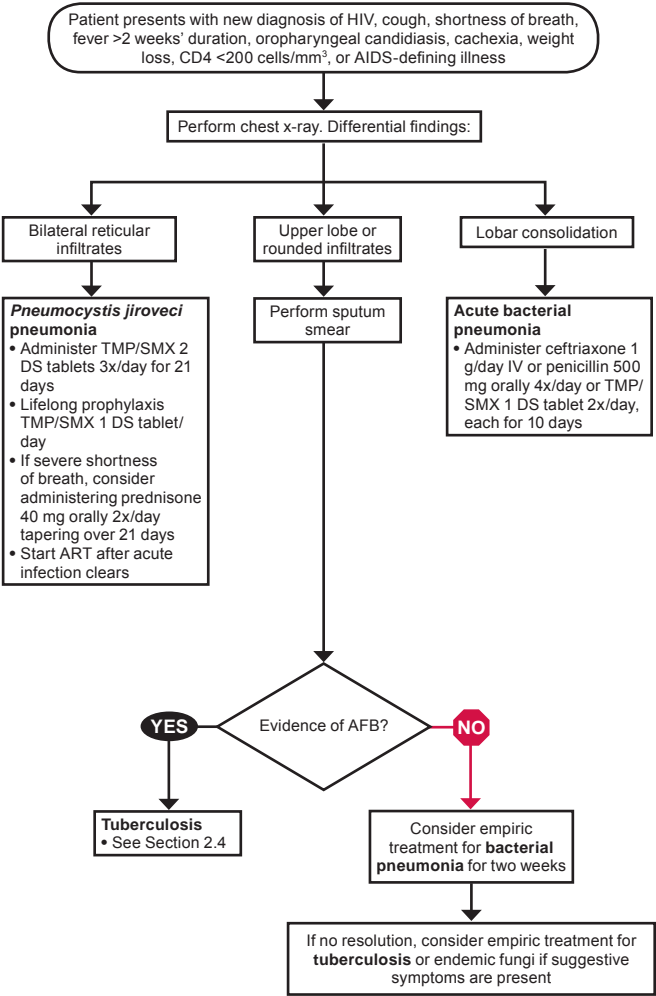 Patient presents with new diagnosis of HIV, cough, shortness of breath,
fever >2 weeks’ duration, oropharyngeal candidiasis, cachexia, weight
loss, CD4 <200 cells/mm³, or AIDS-defining illness
Perform chest x-ray. Differential findings:
Bilateral reticular
infiltrates
Upper lobe or
rounded infiltrates
Lobar consolidation
Pneumocystis jiroveci
pneumonia
• Administer TMP/SMX 2
DS tablets 3x/day for 21
days
• Lifelong prophylaxis
TMP/SMX 1 DS tablet/
day
• If severe shortness
of breath, consider
administering prednisone
40 mg orally 2x/day
tapering over 21 days
• Start ART after acute
infection clears
Perform sputum
smear
Acute bacterial
pneumonia
• Administer ceftriaxone 1
g/day IV or penicillin 500
mg orally 4x/day or TMP/
SMX 1 DS tablet 2x/day,
each for 10 days
YES
Evidence of AFB?
NO
Tuberculosis
• See Section 2.4
Consider empiric
treatment for bacterial
pneumonia for two weeks
If no resolution, consider empiric treatment for
tuberculosis or endemic fungi if suggestive
symptoms are present